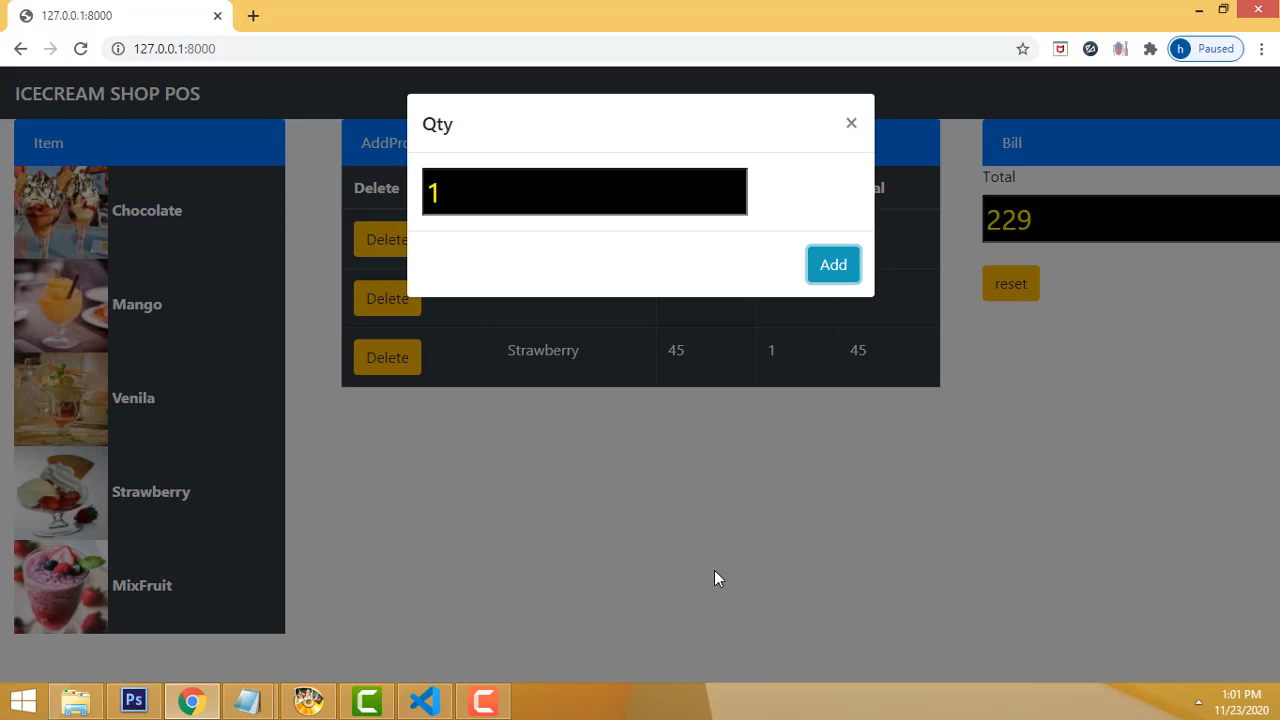 127.0.0.1:8000
127.0.0.1:8000
h Paused
ICECREAM SHOP POS
Item
Chocolate
Mango
Venila
Strawberry
MixFruit
Qty ×
1
Add
AddPro
Delete al
Delete
Delete
Delete Strawberry 45 1 45
Bill
Total
229
reset
Ps
1:01 PM
11/23/2020